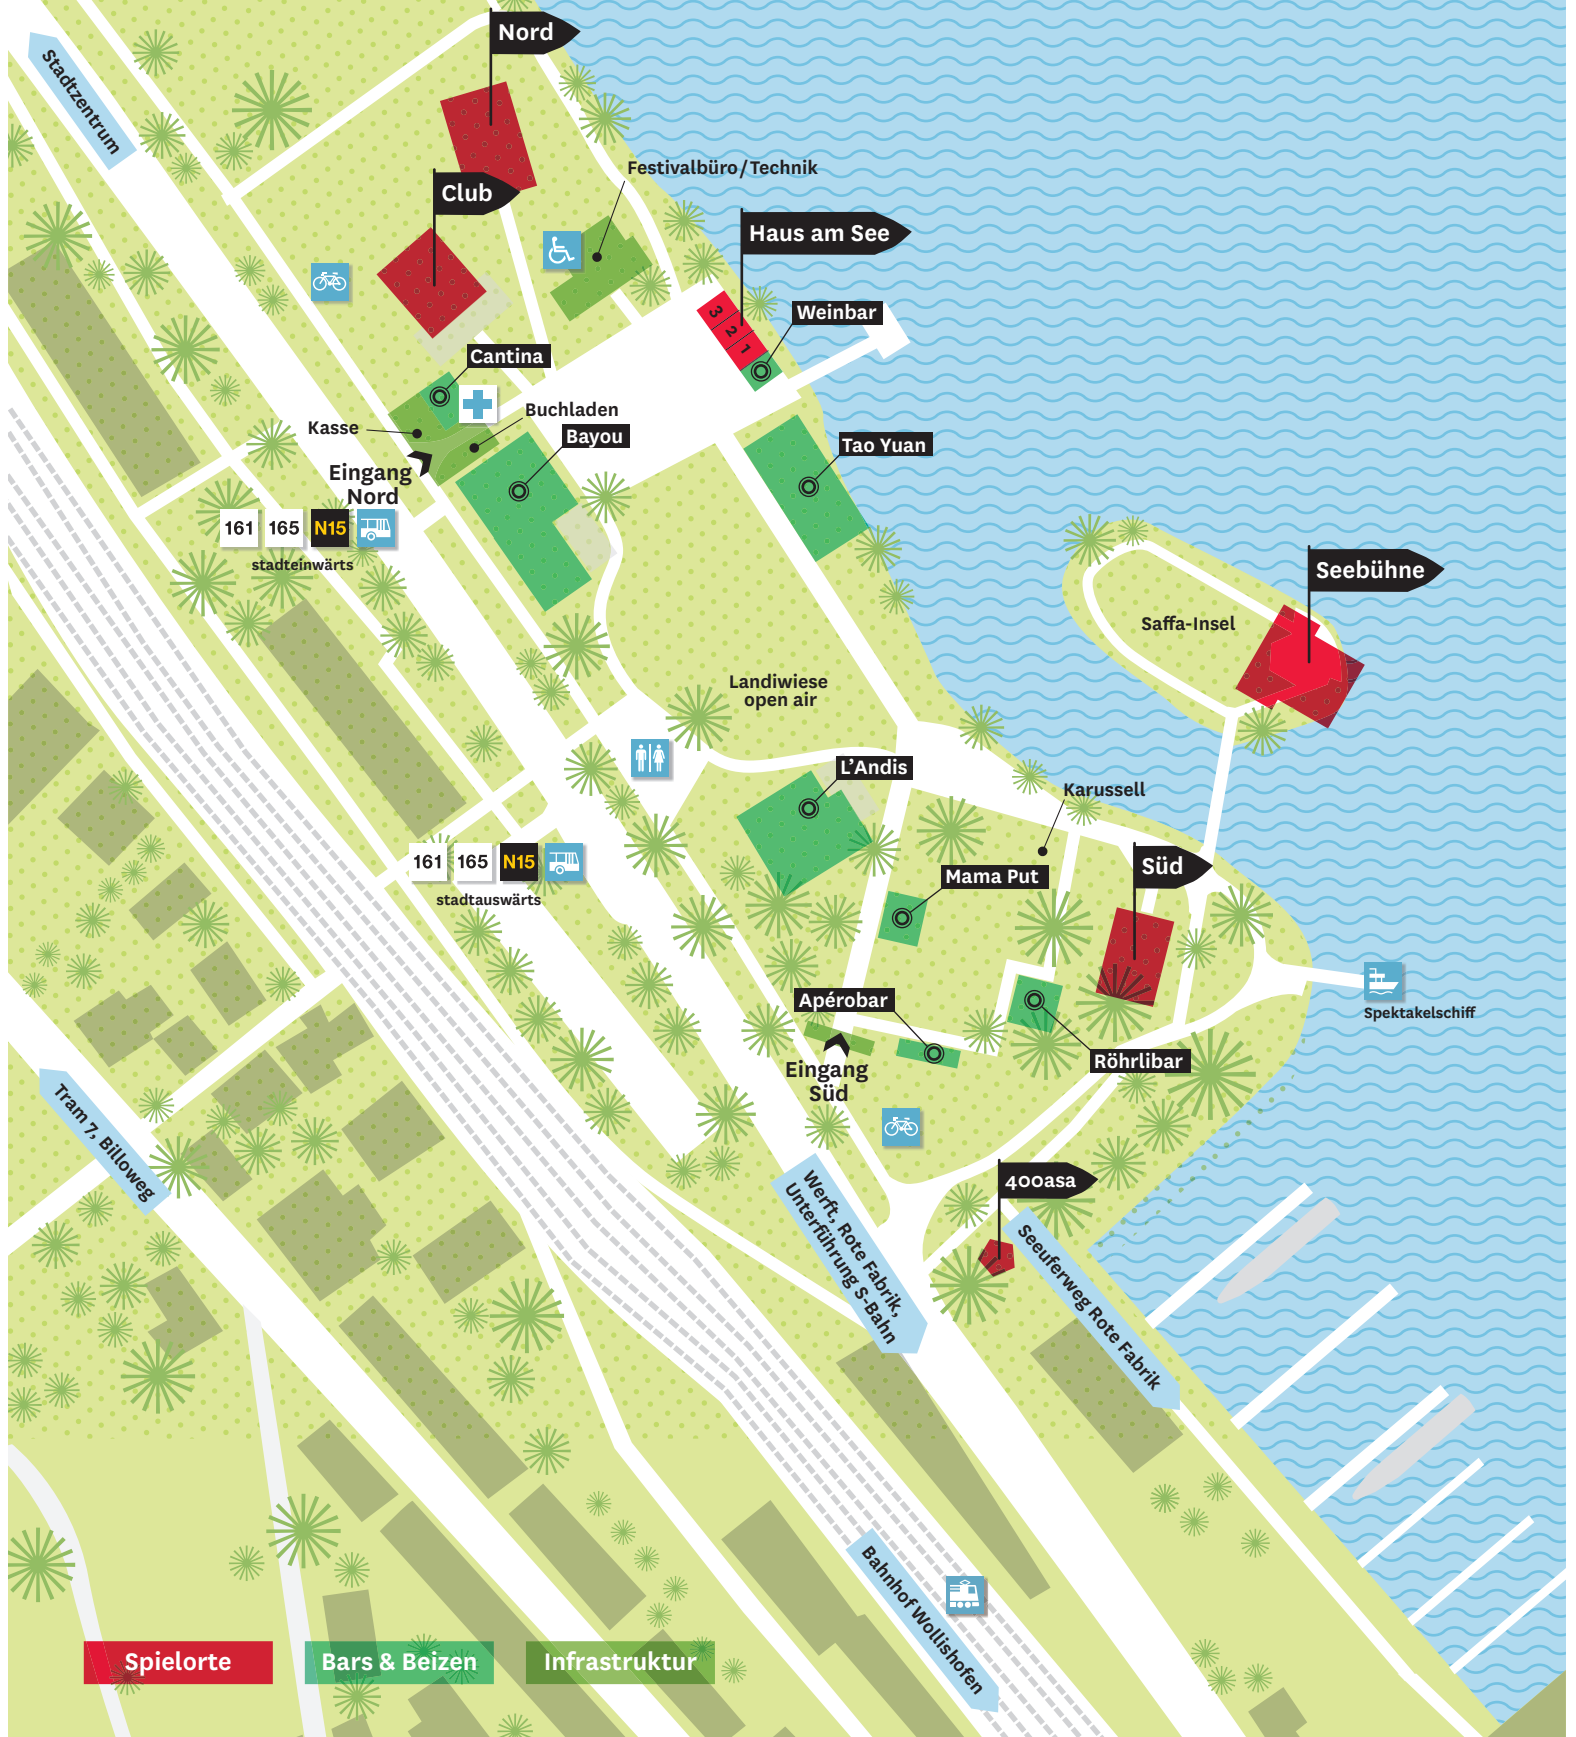 Nord
Stadtzentrum
Festivalbüro/Technik
Club
Haus am See
3
2
1
Weinbar
Cantina
Buchladen
Kasse
Bayou
Tao Yuan
Eingang
Nord
161 165 N15
stadteinwärts
Seebühne
Saffa-Insel
Landiwiese
open air
L'Andis
Karussell
161 165 N15
stadtauswärts
Mama Put
Süd
Apérobar
Spektakelschiff
Röhrlibar
Eingang
Süd
Tram 7, Billoweg
400asa
Werft, Rote Fabrik,
Unterführung S-Bahn
Seeuferweg Rote Fabrik
Bahnhof Wollishofen
Spielorte
Bars & Beizen
Infrastruktur